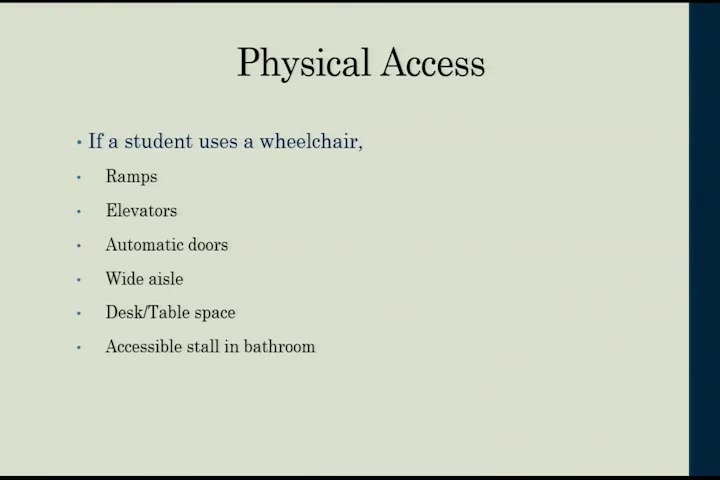 Physical Access
• If a student uses a wheelchair,
• Ramps
• Elevators
• Automatic doors
• Wide aisle
• Desk/Table space
• Accessible stall in bathroom